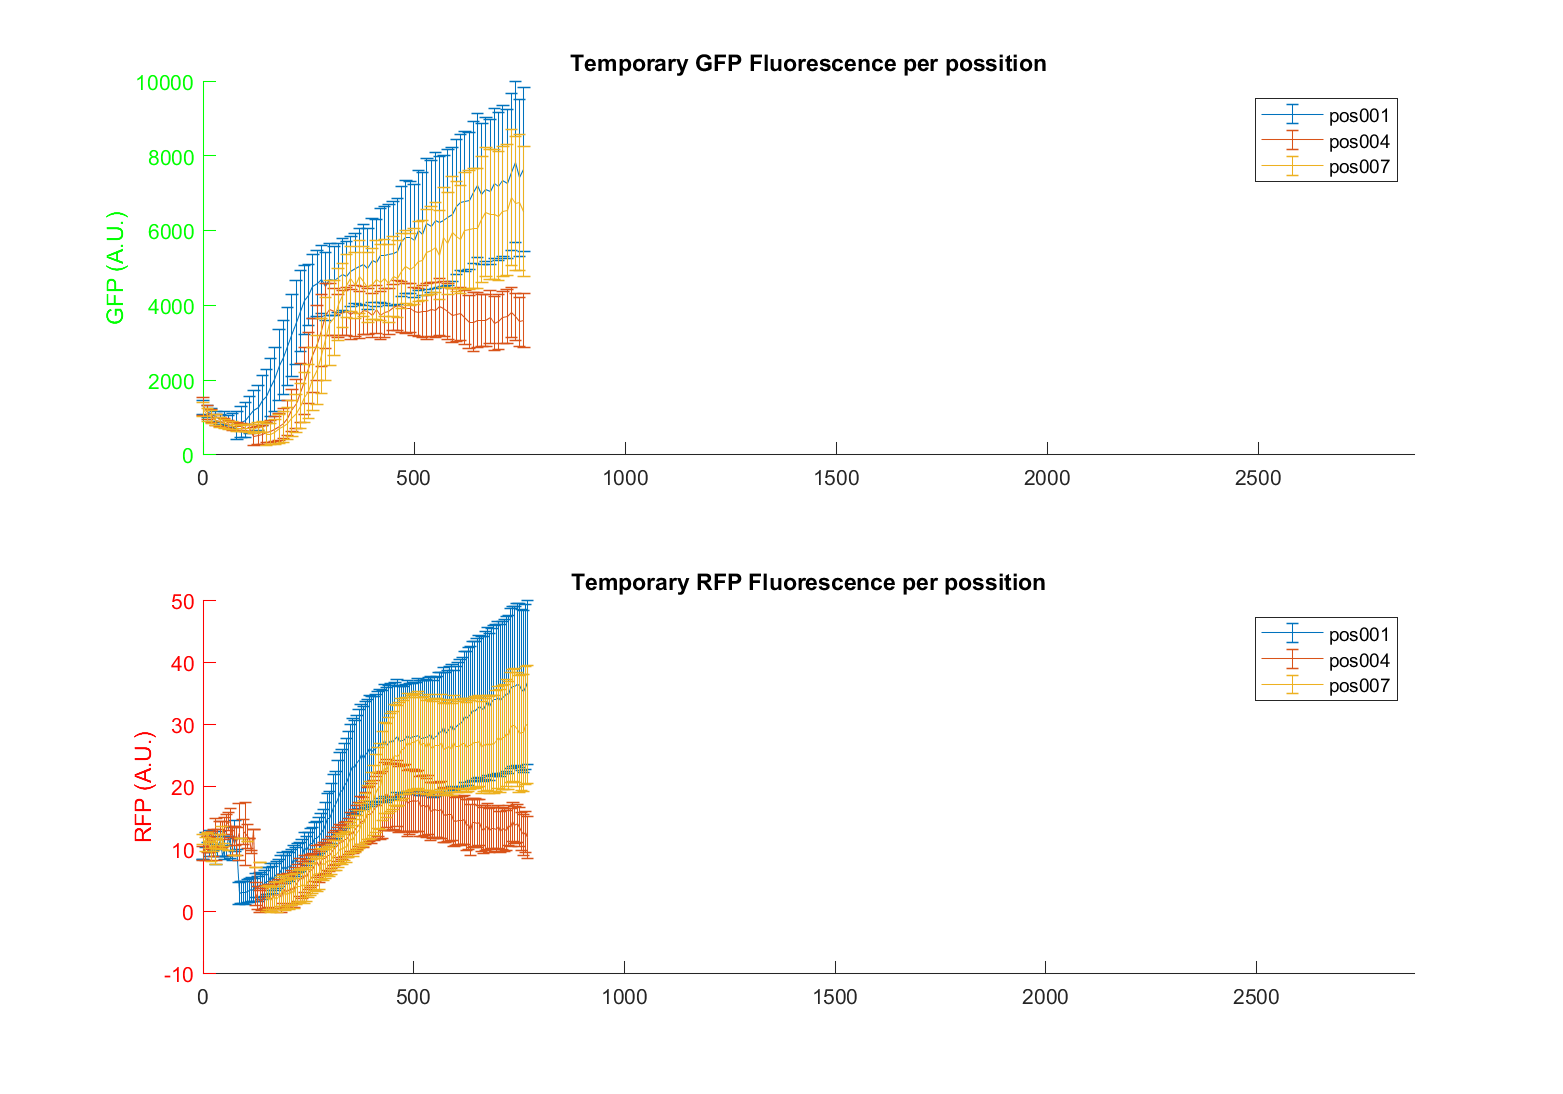 Temporary GFP Fluorescence per possition
GFP (A.U.)
10000
8000
6000
4000
2000
0
0 500 1000 1500 2000 2500
pos001
pos004
pos007
Temporary RFP Fluorescence per possition
RFP (A.U.)
50
40
30
20
10
0
-10
0 500 1000 1500 2000 2500
pos001
pos004
pos007